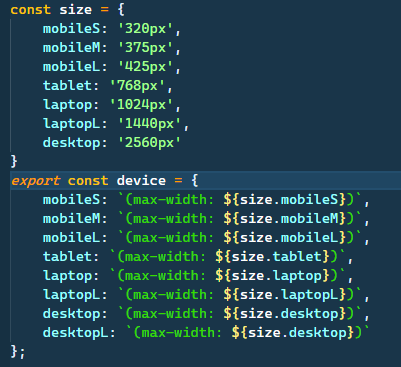 const size = {
    mobileS: '320px',
    mobileM: '375px',
    mobileL: '425px',
    tablet: '768px',
    laptop: '1024px',
    laptopL: '1440px',
    desktop: '2560px'
}
export const device = {
    mobileS: `(max-width: ${size.mobileS})`,
    mobileM: `(max-width: ${size.mobileM})`,
    mobileL: `(max-width: ${size.mobileL})`,
    tablet: `(max-width: ${size.tablet})`,
    laptop: `(max-width: ${size.laptop})`,
    laptopL: `(max-width: ${size.laptopL})`,
    desktop: `(max-width: ${size.desktop})`,
    desktopL: `(max-width: ${size.desktop})`
};